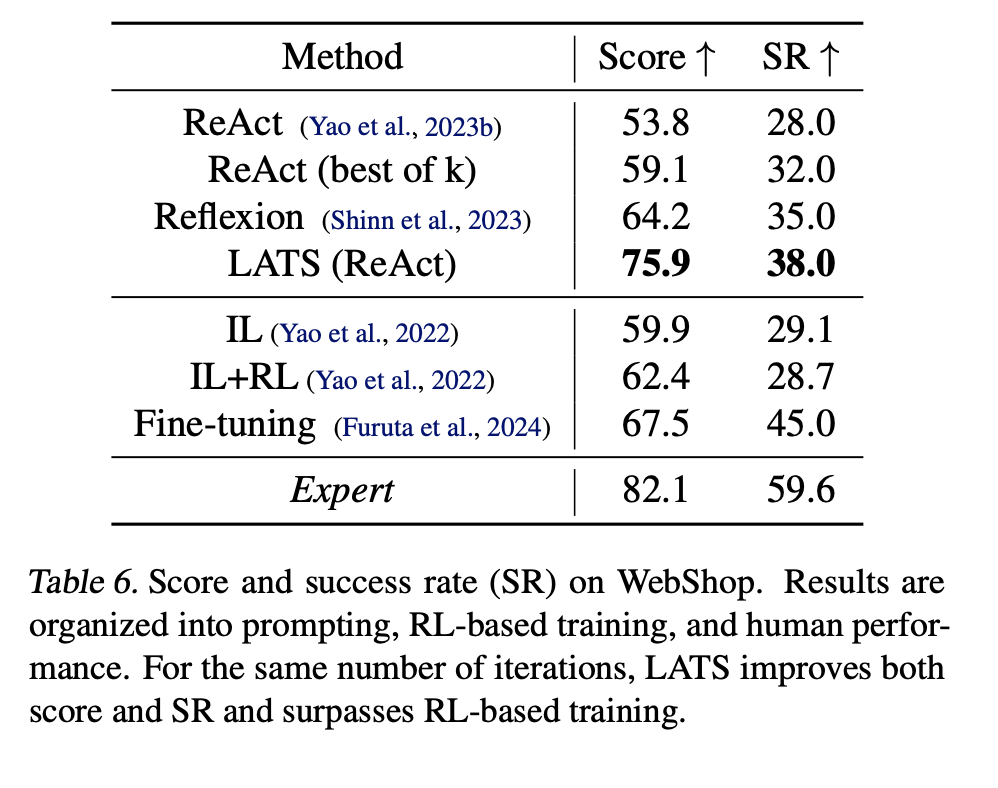 Method Score ↑ SR ↑
ReAct (Yao et al., 2023b) 53.8 28.0
ReAct (best of k) 59.1 32.0
Reflexion (Shinn et al., 2023) 64.2 35.0
LATS (ReAct) 75.9 38.0
IL (Yao et al., 2022) 59.9 29.1
IL+RL (Yao et al., 2022) 62.4 28.7
Fine-tuning (Furuta et al., 2024) 67.5 45.0
Expert 82.1 59.6
Table 6. Score and success rate (SR) on WebShop. Results are
organized into prompting, RL-based training, and human perfor-
mance. For the same number of iterations, LATS improves both
score and SR and surpasses RL-based training.